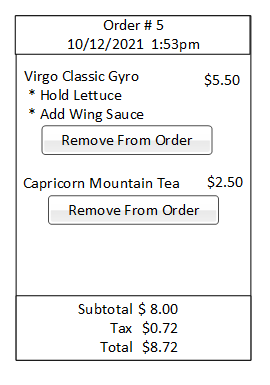 Order # 5
10/12/2021 1:53pm
Virgo Classic Gyro $5.50
* Hold Lettuce
* Add Wing Sauce
Remove From Order
Capricorn Mountain Tea $2.50
Remove From Order
Subtotal $ 8.00
Tax $0.72
Total $8.72